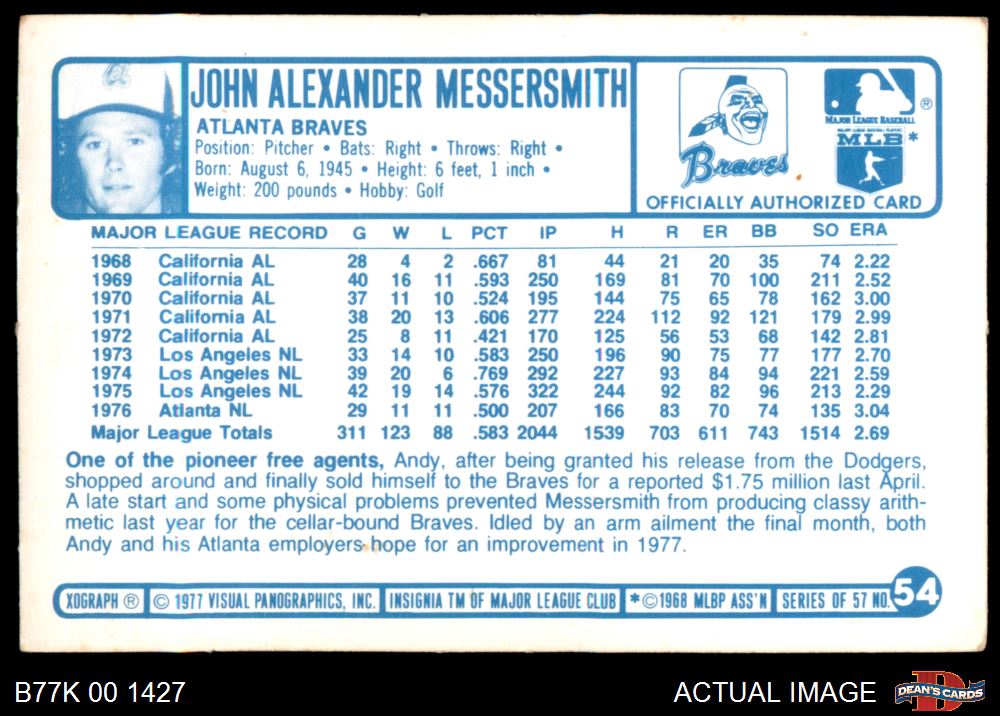 a
JOHN ALEXANDER MESSERSMITH
ATLANTA BRAVES
Position: Pitcher • Bats: Right • Throws: Right •
Born: August 6, 1945 • Height: 6 feet, 1 inch •
Weight: 200 pounds • Hobby: Golf
Braves
®
MAJOR LEAGUE BASEBALL
MAJOR LEAGUE BASEBALL PLAYERS
MLB *
OFFICIALLY AUTHORIZED CARD
MAJOR LEAGUE RECORD G W L PCT IP H R ER BB SO ERA
1968 California AL 28 4 2 .667 81 44 21 20 35 74 2.22
1969 California AL 40 16 11 .593 250 169 81 70 100 211 2.52
1970 California AL 37 11 10 .524 195 144 75 65 78 162 3.00
1971 California AL 38 20 13 .606 277 224 112 92 121 179 2.99
1972 California AL 25 8 11 .421 170 125 56 53 68 142 2.81
1973 Los Angeles NL 33 14 10 .583 250 196 90 75 77 177 2.70
1974 Los Angeles NL 39 20 6 .769 292 227 93 84 94 221 2.59
1975 Los Angeles NL 42 19 14 .576 322 244 92 82 96 213 2.29
1976 Atlanta NL 29 11 11 .500 207 166 83 70 74 135 3.04
Major League Totals 311 123 88 .583 2044 1539 703 611 743 1514 2.69
One of the pioneer free agents, Andy, after being granted his release from the Dodgers,
shopped around and finally sold himself to the Braves for a reported $1.75 million last April.
A late start and some physical problems prevented Messersmith from producing classy arith-
metic last year for the cellar-bound Braves. Idled by an arm ailment the final month, both
Andy and his Atlanta employers hope for an improvement in 1977.
XOGRAPH ® © 1977 VISUAL PANOGRAPHICS, INC. INSIGNIA TM OF MAJOR LEAGUE CLUB *©1968 MLBP ASS'N SERIES OF 57 NO. 54
B77K 00 1427
ACTUAL IMAGE
D
DEAN'S CARDS